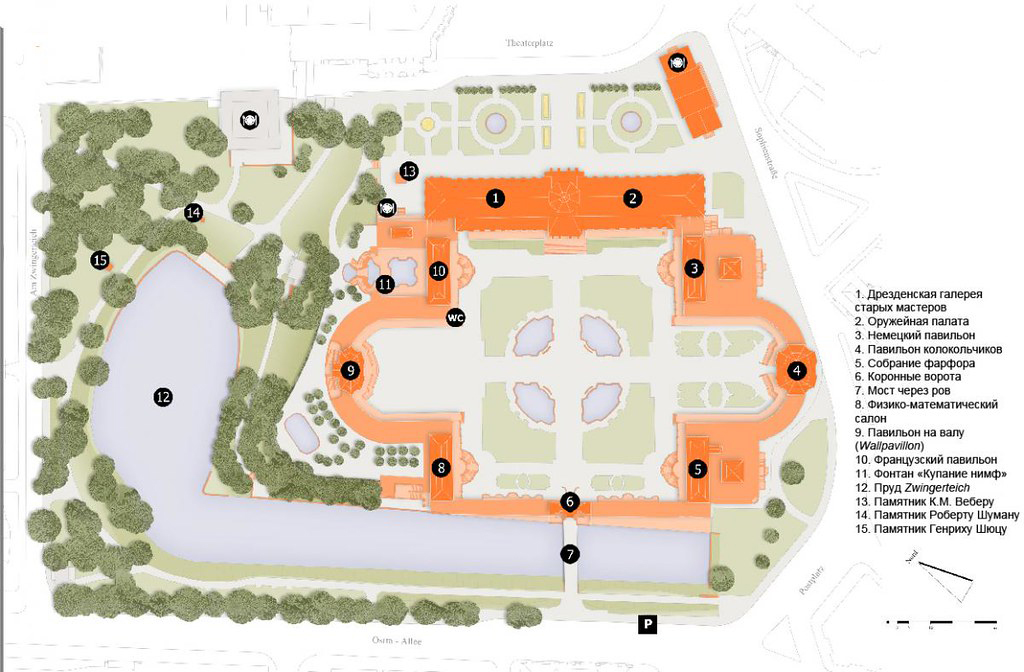 Theaterplatz
Sophienstraße
Am Zwingerteich
Postplatz
Ostra - Allee
Nord
1
2
3
4
5
6
7
8
9
10
11
12
13
14
15
WC
P
1. Дрезденская галерея
старых мастеров
2. Оружейная палата
3. Немецкий павильон
4. Павильон колокольчиков
5. Собрание фарфора
6. Коронные ворота
7. Мост через ров
8. Физико-математический
салон
9. Павильон на валу
(Wallpavillon)
10. Французский павильон
11. Фонтан «Купание нимф»
12. Пруд Zwingerteich
13. Памятник К.М. Веберу
14. Памятник Роберту Шуману
15. Памятник Генриху Шюцу